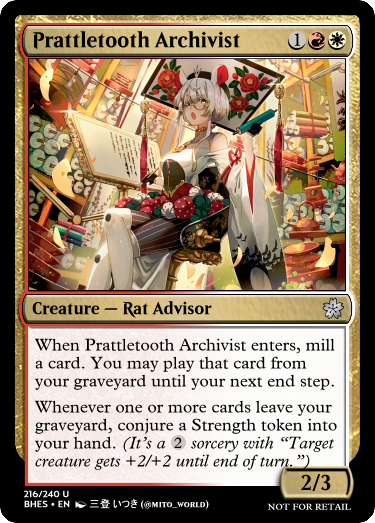 Prattletooth Archivist 1
Creature — Rat Advisor
When Prattletooth Archivist enters, mill
a card. You may play that card from
your graveyard until your next end step.
Whenever one or more cards leave your
graveyard, conjure a Strength token into
your hand. (It's a 2 sorcery with “Target
creature gets +2/+2 until end of turn.”)
2/3
216/240 U
BHES • EN 三登 いつき (@MITO_WORLD)
NOT FOR RETAIL